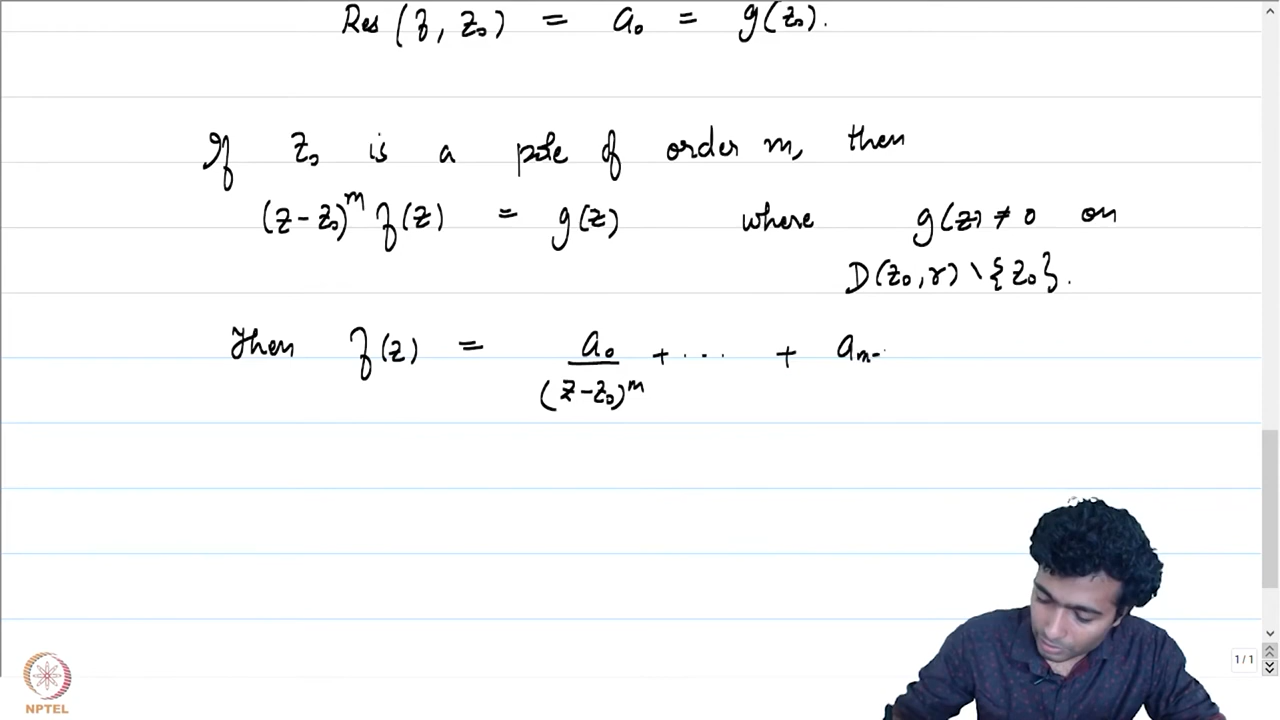 Res (f, z₀) = a₀ = g(z₀).
If z₀ is a pole of order m, then
(z-z₀)ᵐ f(z) = g(z) where g(z) ≠ 0 on
D(z₀, r) \ {z₀}.
Then f(z) = a₀/(z-z₀)ᵐ + ... + aₘ₋
1/1
NPTEL